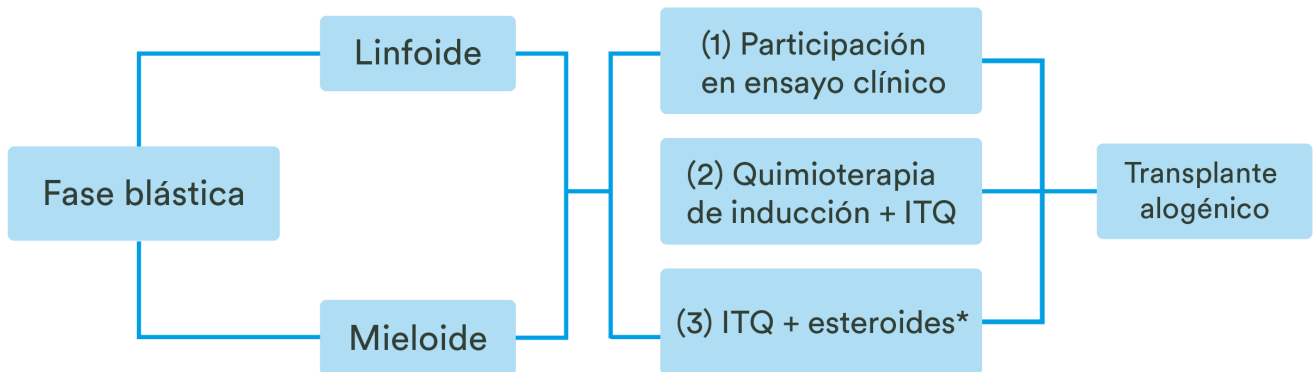 Fase blástica
Linfoide
Mieloide
(1) Participación
en ensayo clínico
(2) Quimioterapia
de inducción + ITQ
(3) ITQ + esteroides*
Transplante
alogénico